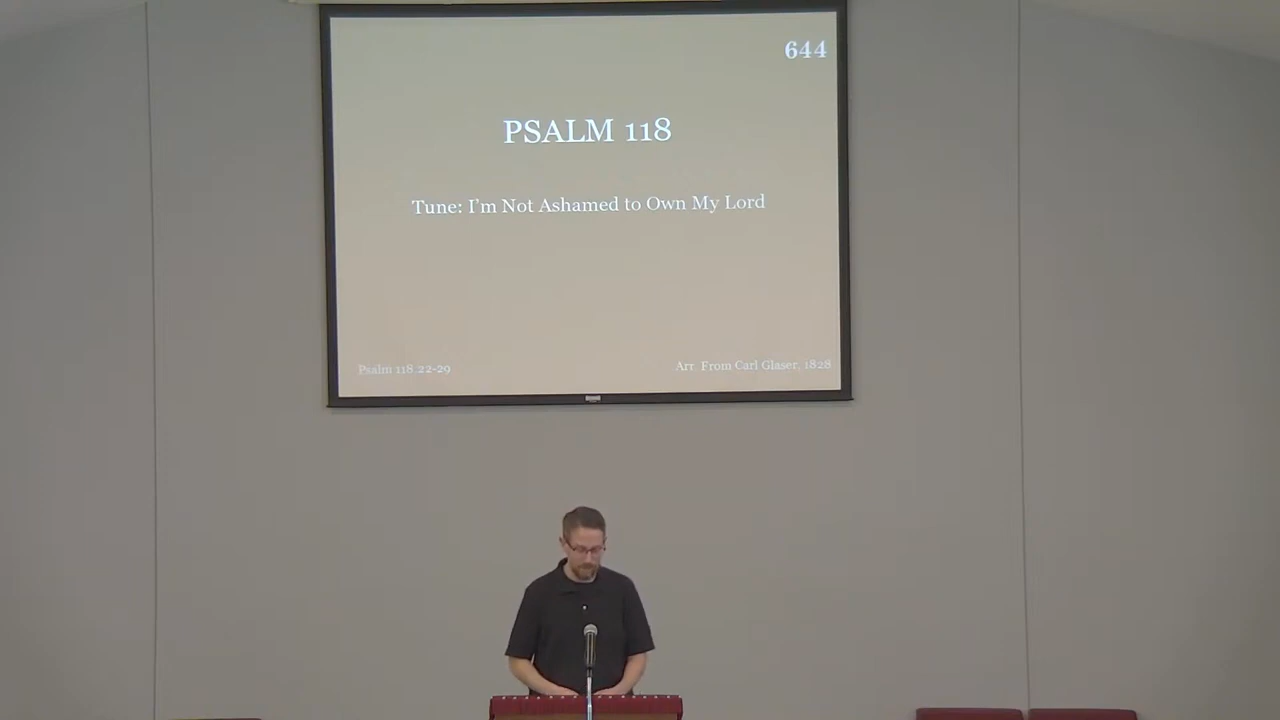 644
PSALM 118
Tune: I'm Not Ashamed to Own My Lord
Psalm 118.22-29
Arr. From Carl Glaser, 1828